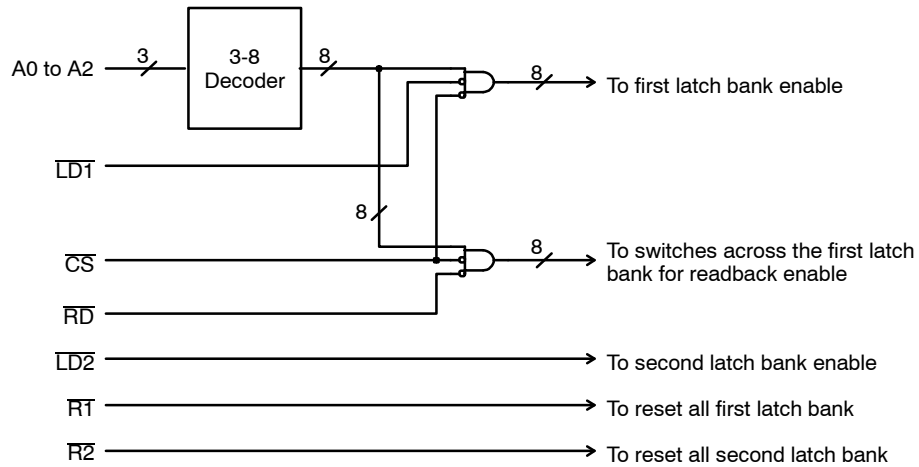 A0 to A2
3
3-8
Decoder
8
8
To first latch bank enable
LD1
8
CS
8
To switches across the first latch
bank for readback enable
RD
LD2
To second latch bank enable
R1
To reset all first latch bank
R2
To reset all second latch bank